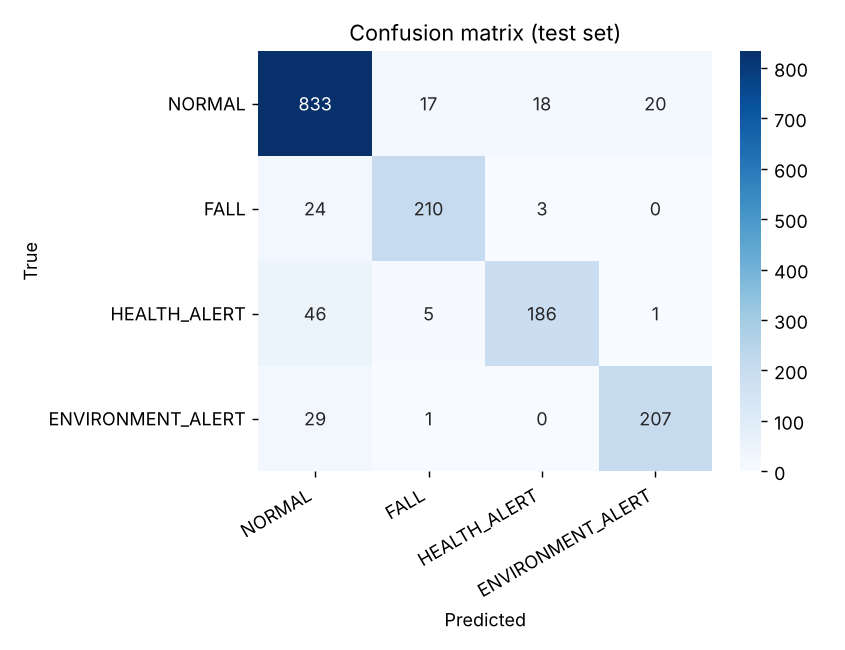 Confusion matrix (test set)
True
NORMAL 833 17 18 20
FALL 24 210 3 0
HEALTH_ALERT 46 5 186 1
ENVIRONMENT_ALERT 29 1 0 207
NORMAL FALL HEALTH_ALERT ENVIRONMENT_ALERT
Predicted
800
700
600
500
400
300
200
100
0